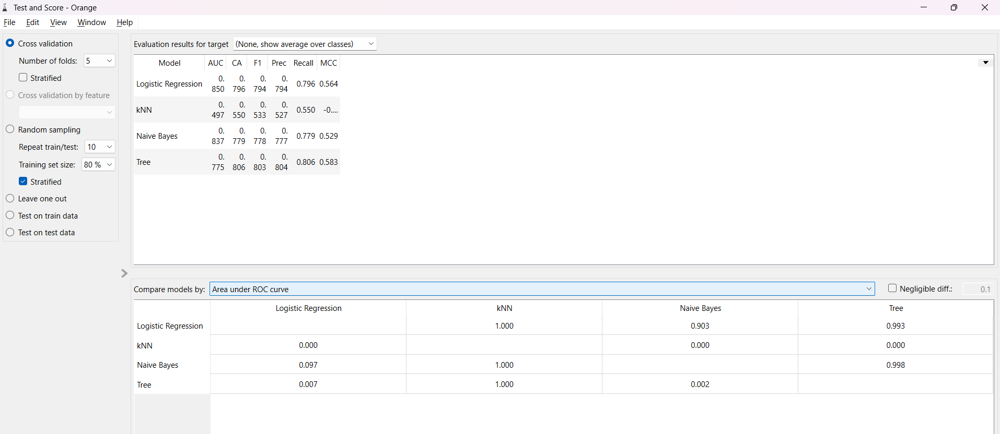 Test and Score - Orange
File Edit View Window Help
Cross validation
Number of folds: 5
Stratified
Cross validation by feature
Random sampling
Repeat train/test: 10
Training set size: 80 %
Stratified
Leave one out
Test on train data
Test on test data
Evaluation results for target (None, show average over classes)
Model AUC CA F1 Prec Recall MCC
Logistic Regression 0.850 0.796 0.794 0.794 0.796 0.564
kNN 0.497 0.550 0.533 0.527 0.550 -0....
Naive Bayes 0.837 0.779 0.778 0.777 0.779 0.529
Tree 0.775 0.806 0.803 0.804 0.806 0.583
Compare models by: Area under ROC curve Negligible diff.: 0.1
Logistic Regression kNN Naive Bayes Tree
Logistic Regression 1.000 0.903 0.993
kNN 0.000 0.000 0.000
Naive Bayes 0.097 1.000 0.998
Tree 0.007 1.000 0.002